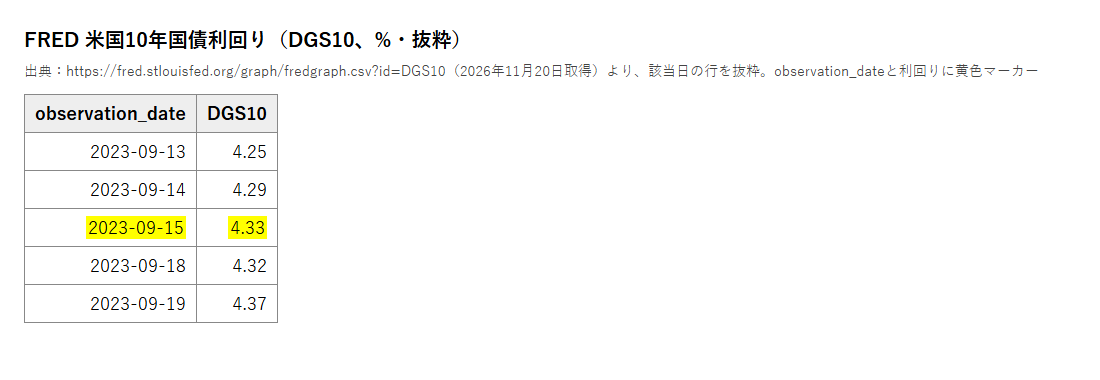 FRED 米国10年国債利回り（DGS10、%・抜粋）
出典：https://fred.stlouisfed.org/graph/fredgraph.csv?id=DGS10（2026年11月20日取得）より、該当日の行を抜粋。observation_dateと利回りに黄色マーカー
observation_date DGS10
2023-09-13 4.25
2023-09-14 4.29
2023-09-15 4.33
2023-09-18 4.32
2023-09-19 4.37